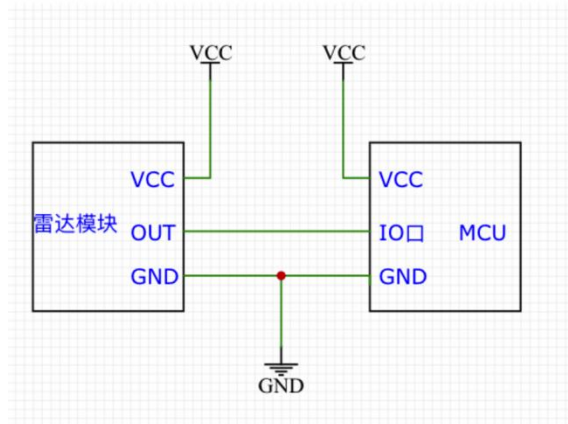 VCC
VCC
VCC
VCC
雷达模块
OUT
IO口
MCU
GND
GND
GND